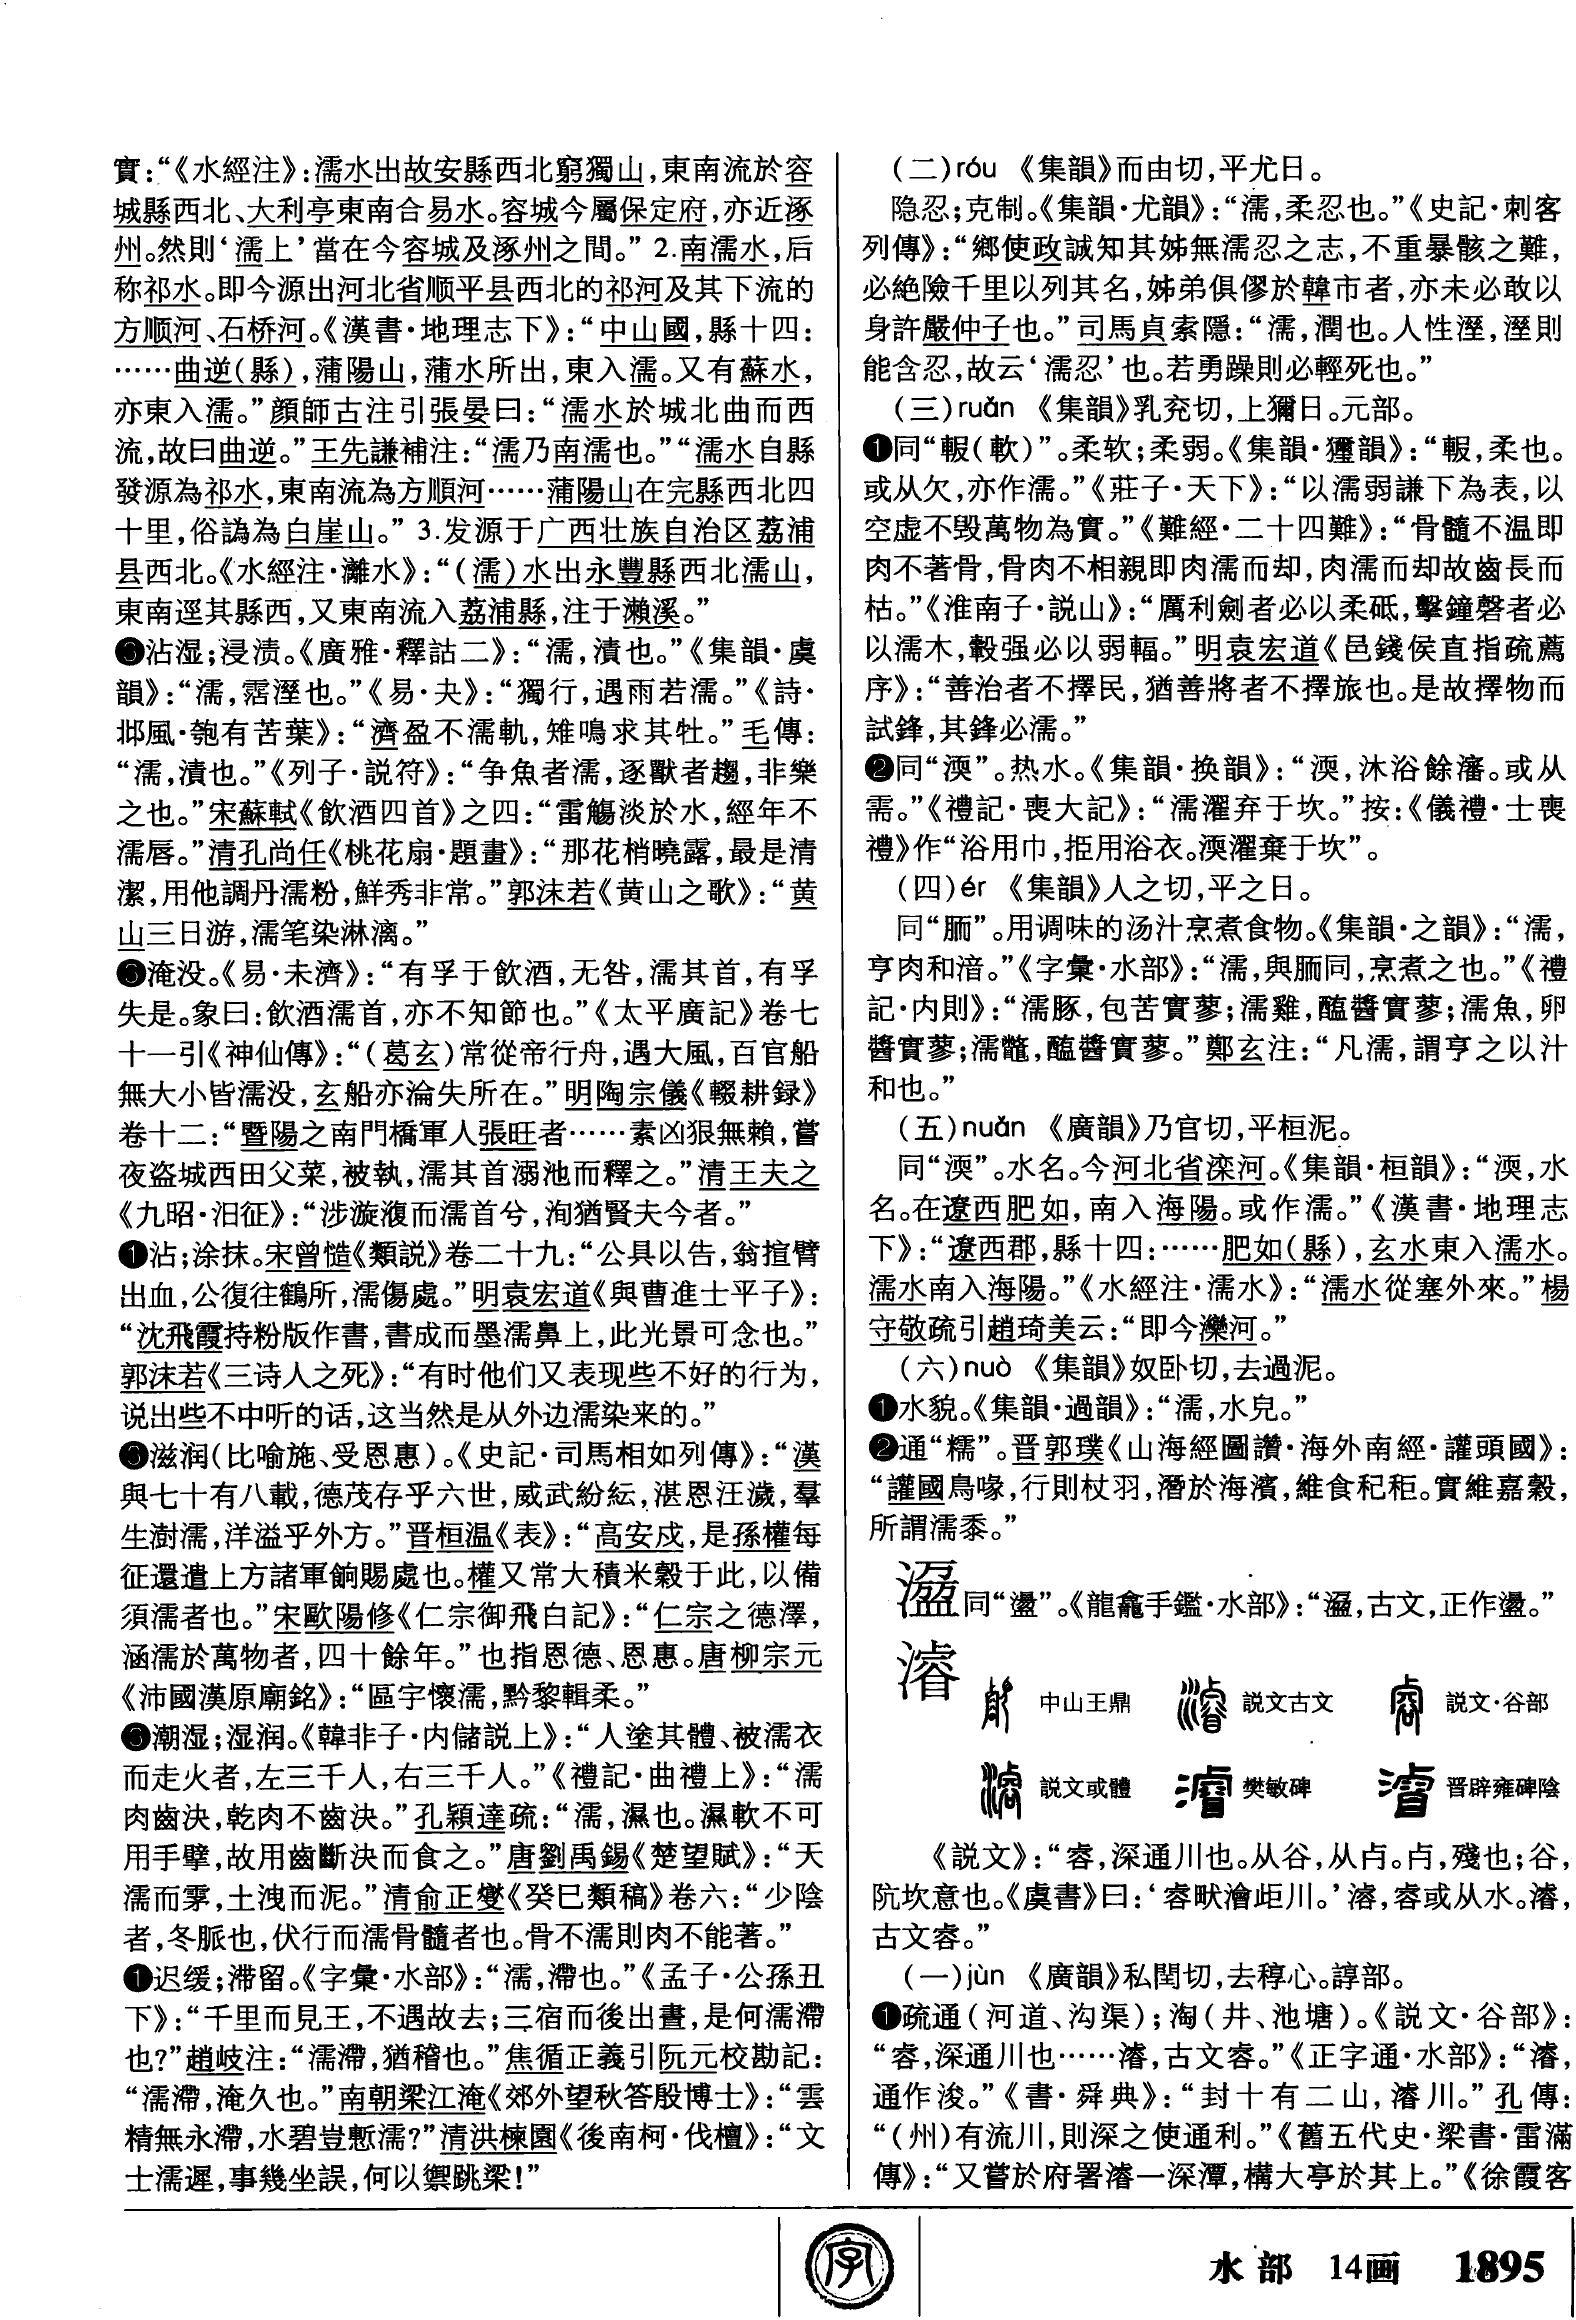 實：“《水經注》：濡水出故安縣西北窮獨山，東南流於容
城縣西北、大利亭東南合易水。容城今屬保定府，亦近涿
州。然則‘濡上’當在今容城及涿州之間。” 2.南濡水，后
称祁水。即今源出河北省顺平县西北的祁河及其下流的
方顺河、石桥河。《漢書·地理志下》：“中山國，縣十四：
……曲逆（縣），蒲陽山，蒲水所出，東入濡。又有蘇水，
亦東入濡。”顔師古注引張晏曰：“濡水於城北曲而西
流，故曰曲逆。”王先謙補注：“濡乃南濡也。”“濡水自縣
發源為祁水，東南流為方順河……蒲陽山在完縣西北四
十里，俗譌為白崖山。” 3.发源于广西壮族自治区荔浦
县西北。《水經注·灕水》：“（濡）水出永豐縣西北濡山，
東南逕其縣西，又東南流入荔浦縣，注于瀨溪。”
❸沾湿；浸渍。《廣雅·釋詁二》：“濡，漬也。”《集韻·虞
韻》：“濡，霑溼也。”《易·夬》：“獨行，遇雨若濡。”《詩·
邶風·匏有苦葉》：“濟盈不濡軌，雉鳴求其牡。”毛傳：
“濡，漬也。”《列子·説符》：“争魚者濡，逐獸者趨，非樂
之也。”宋蘇軾《飲酒四首》之四：“雷觴淡於水，經年不
濡唇。”清孔尚任《桃花扇·題畫》：“那花梢曉露，最是清
潔，用他調丹濡粉，鮮秀非常。”郭沫若《黄山之歌》：“黄
山三日游，濡笔染淋漓。”
❸淹没。《易·未濟》：“有孚于飲酒，无咎，濡其首，有孚
失是。象曰：飲酒濡首，亦不知節也。”《太平廣記》卷七
十一引《神仙傳》：“（葛玄）常從帝行舟，遇大風，百官船
無大小皆濡没，玄船亦淪失所在。”明陶宗儀《輟耕録》
卷十二：“暨陽之南門橋軍人張旺者……素凶狠無賴，嘗
夜盗城西田父菜，被執，濡其首溺池而釋之。”清王夫之
《九昭·汨征》：“涉漩澓而濡首兮，洵猶賢夫今者。”
❶沾；涂抹。宋曾慥《類説》卷二十九：“公具以告，翁揎臂
出血，公復往鶴所，濡傷處。”明袁宏道《與曹進士平子》：
“沈飛霞持粉版作書，書成而墨濡鼻上，此光景可念也。”
郭沫若《三诗人之死》：“有时他们又表现些不好的行为，
说出些不中听的话，这当然是从外边濡染来的。”
❸滋润（比喻施、受恩惠）。《史記·司馬相如列傳》：“漢
與七十有八載，德茂存乎六世，威武紛紜，湛恩汪濊，羣
生澍濡，洋溢乎外方。”晋桓温《表》：“高安戍，是孫權每
征還遣上方諸軍餉賜處也。權又常大積米穀于此，以備
須濡者也。”宋歐陽修《仁宗御飛白記》：“仁宗之德澤，
涵濡於萬物者，四十餘年。”也指恩德、恩惠。唐柳宗元
《沛國漢原廟銘》：“區宇懷濡，黔黎輯柔。”
❸潮湿；湿润。《韓非子·内儲説上》：“人塗其體、被濡衣
而走火者，左三千人，右三千人。”《禮記·曲禮上》：“濡
肉齒決，乾肉不齒決。”孔穎達疏：“濡，濕也。濕軟不可
用手擘，故用齒斷決而食之。”唐劉禹錫《楚望賦》：“天
濡而雺，土洩而泥。”清俞正燮《癸巳類稿》卷六：“少陰
者，冬脈也，伏行而濡骨髓者也。骨不濡則肉不能著。”
❶迟缓；滞留。《字彙·水部》：“濡，滯也。”《孟子·公孫丑
下》：“千里而見王，不遇故去；三宿而後出晝，是何濡滯
也？”趙岐注：“濡滯，猶稽也。”焦循正義引阮元校勘記：
“濡滯，淹久也。”南朝梁江淹《郊外望秋答殷博士》：“雲
精無永滯，水碧豈慙濡？”清洪楝園《後南柯·伐檀》：“文
士濡遲，事幾坐誤，何以禦跳梁！”
（二）róu 《集韻》而由切，平尤日。
隐忍；克制。《集韻·尤韻》：“濡，柔忍也。”《史記·刺客
列傳》：“鄉使政誠知其姊無濡忍之志，不重暴骸之難，
必絶險千里以列其名，姊弟俱僇於韓市者，亦未必敢以
身許嚴仲子也。”司馬貞索隱：“濡，潤也。人性溼，溼則
能含忍，故云‘濡忍’也。若勇躁則必輕死也。”
（三）ruǎn 《集韻》乳兗切，上獮日。元部。
❶同“䎡（軟）”。柔软；柔弱。《集韻·獮韻》：“䎡，柔也。
或从欠，亦作濡。”《莊子·天下》：“以濡弱謙下為表，以
空虚不毁萬物為實。”《難經·二十四難》：“骨髓不温即
肉不著骨，骨肉不相親即肉濡而却，肉濡而却故齒長而
枯。”《淮南子·説山》：“厲利劍者必以柔砥，擊鐘磬者必
以濡木，轂强必以弱輻。”明袁宏道《邑錢侯直指疏薦
序》：“善治者不擇民，猶善將者不擇旅也。是故擇物而
試鋒，其鋒必濡。”
❷同“渜”。热水。《集韻·换韻》：“渜，沐浴餘瀋。或从
需。”《禮記·喪大記》：“濡濯弃于坎。”按：《儀禮·士喪
禮》作“浴用巾，挋用浴衣。渜濯棄于坎”。
（四）ér 《集韻》人之切，平之日。
同“胹”。用调味的汤汁烹煮食物。《集韻·之韻》：“濡，
亨肉和湇。”《字彙·水部》：“濡，與胹同，烹煮之也。”《禮
記·内則》：“濡豚，包苦實蓼；濡雞，醢醬實蓼；濡魚，卵
醬實蓼；濡鼈，醢醬實蓼。”鄭玄注：“凡濡，謂亨之以汁
和也。”
（五）nuán 《廣韻》乃官切，平桓泥。
同“渜”。水名。今河北省滦河。《集韻·桓韻》：“渜，水
名。在遼西肥如，南入海陽。或作濡。”《漢書·地理志
下》：“遼西郡，縣十四：……肥如（縣），玄水東入濡水。
濡水南入海陽。”《水經注·濡水》：“濡水從塞外來。”楊
守敬疏引趙琦美云：“即今灤河。”
（六）nuò 《集韻》奴卧切，去過泥。
❶水貌。《集韻·過韻》：“濡，水皃。”
❷通“糯”。晋郭璞《山海經圖讚·海外南經·讙頭國》：
“讙國鳥喙，行則杖羽，潛於海濱，維食秬。實維嘉穀，
所謂濡黍。”
同“盪”。《龍龕手鑑·水部》：“古文，正作盪。”
濬
中山王鼎 説文古文 説文·谷部
説文或體 樊敏碑 晋辟雍碑陰
《説文》：“睿，深通川也。从谷，从𣦵。𣦵，殘也；谷，
阬坎意也。《虞書》曰：‘睿畎澮歫川。’濬，睿或从水。濬，
古文睿。”
（一）jùn 《廣韻》私閏切，去稕心。諄部。
❶疏通（河道、沟渠）；淘（井、池塘）。《説文·谷部》：
“睿，深通川也……濬，古文睿。”《正字通·水部》：“濬，
通作浚。”《書·舜典》：“封十有二山，濬川。”孔傳：
“（州）有流川，則深之使通利。”《舊五代史·梁書·雷滿
傳》：“又嘗於府署濬一深潭，構大亭於其上。”《徐霞客
字
水部 14画 1895